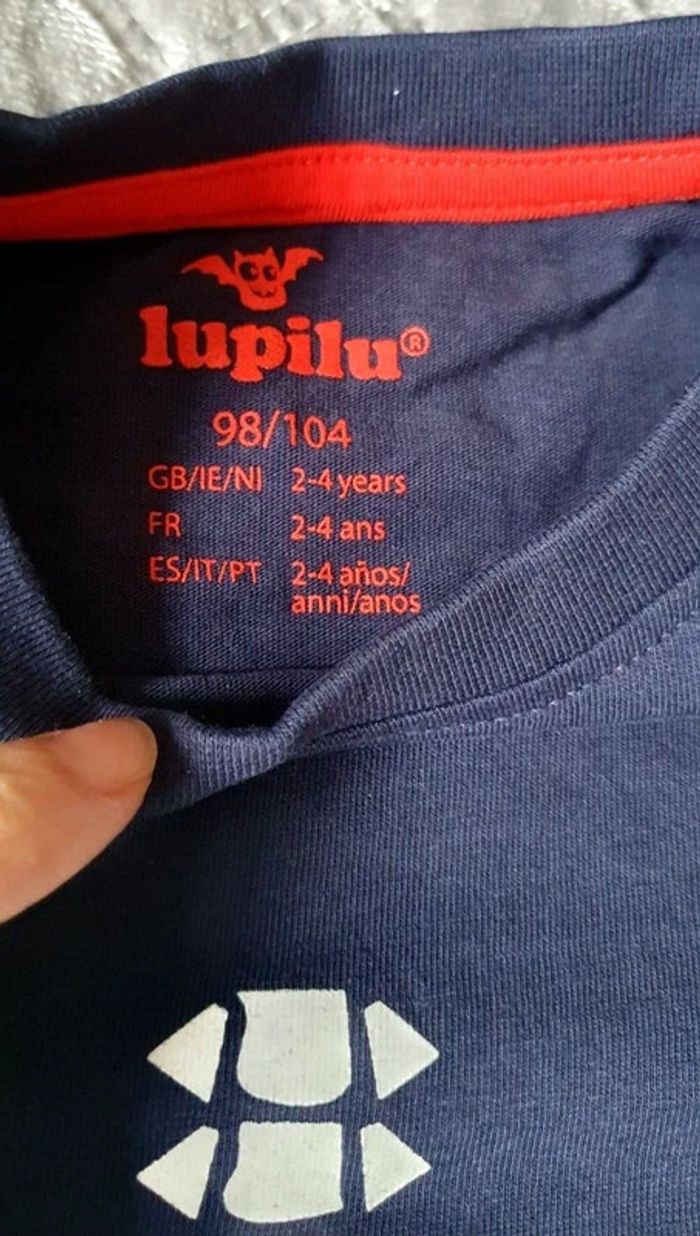 lupilu®
98/104
GB/IE/NI 2-4 years
FR 2-4 ans
ES/IT/PT 2-4 años/
anni/anos